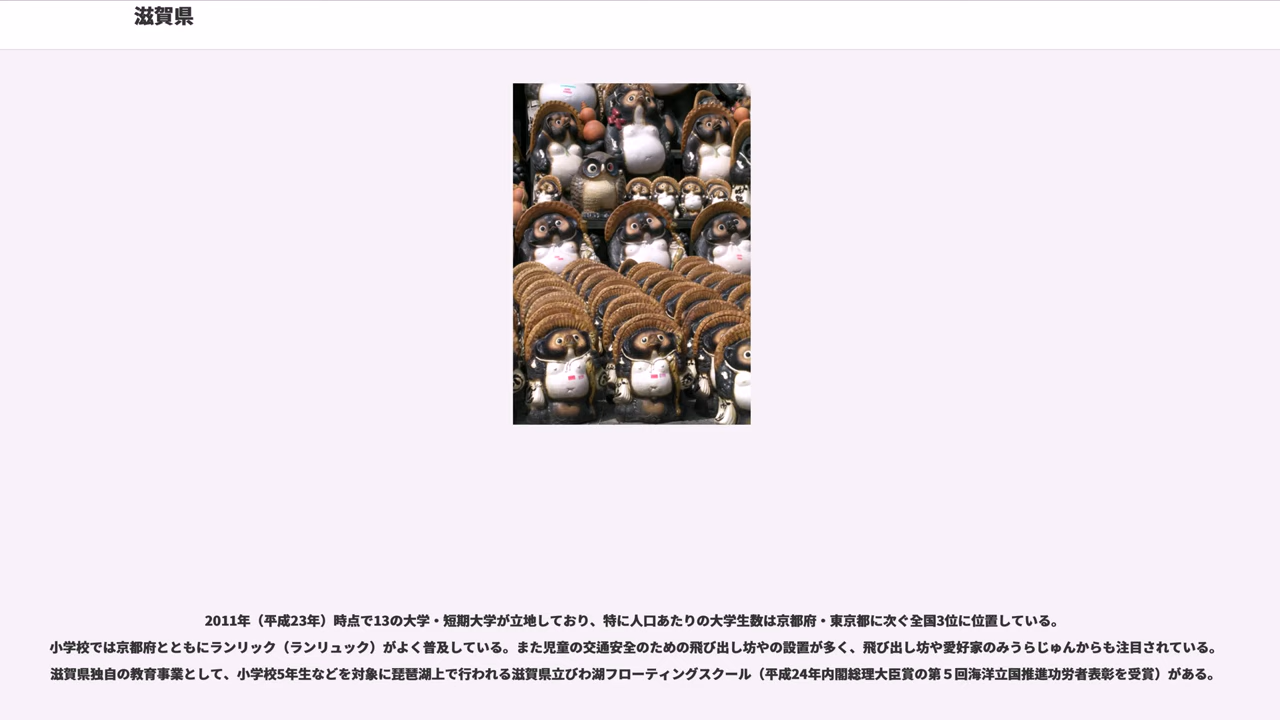 滋賀県
2011年（平成23年）時点で13の大学・短期大学が立地しており、特に人口あたりの大学生数は京都府・東京都に次ぐ全国3位に位置している。
小学校では京都府とともにランリック（ランリュック）がよく普及している。また児童の交通安全のための飛び出し坊やの設置が多く、飛び出し坊や愛好家のみうらじゅんからも注目されている。
滋賀県独自の教育事業として、小学校5年生などを対象に琵琶湖上で行われる滋賀県立びわ湖フローティングスクール（平成24年内閣総理大臣賞の第５回海洋立国推進功労者表彰を受賞）がある。